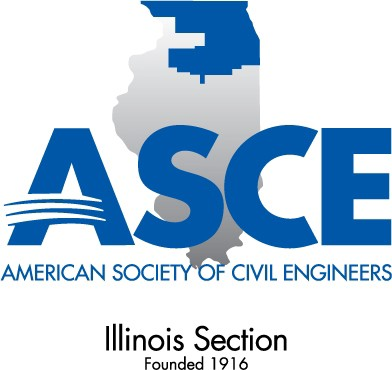 ASCE
AMERICAN SOCIETY OF CIVIL ENGINEERS
Illinois Section
Founded 1916